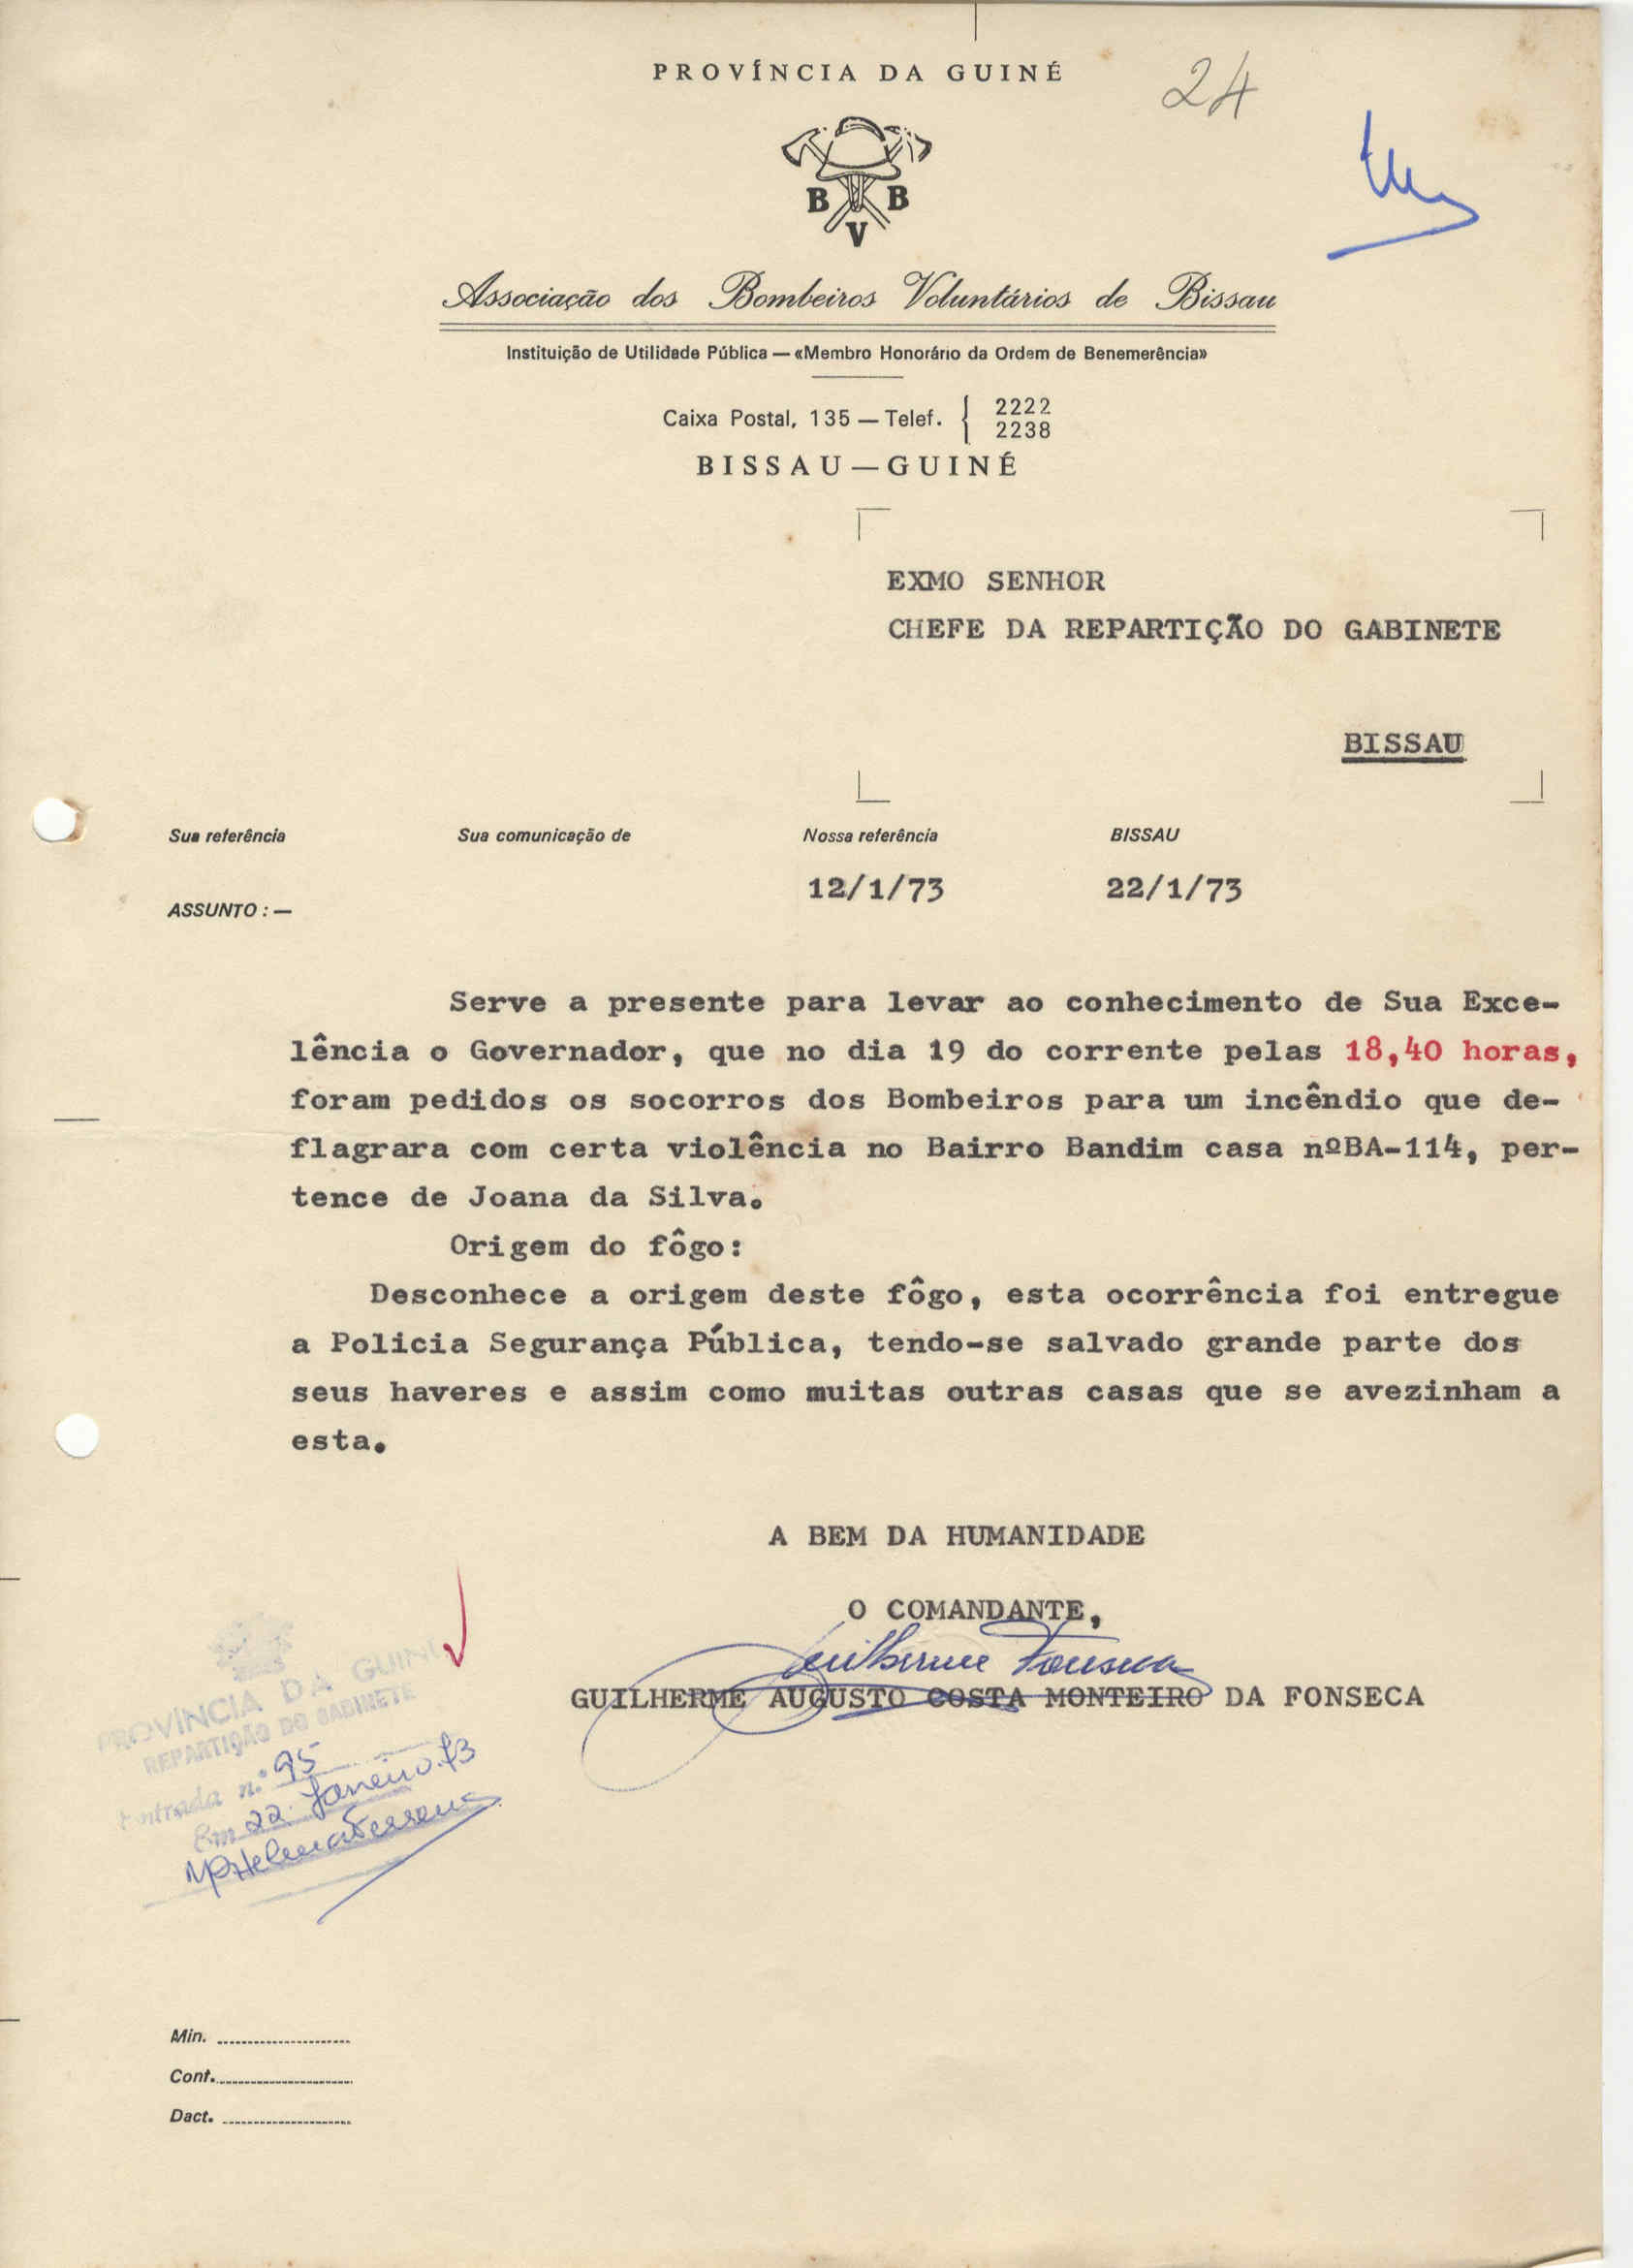 PROVÍNCIA DA GUINÉ
24
B V B
Associação dos Bombeiros Voluntários de Bissau
Instituição de Utilidade Pública — «Membro Honorário da Ordem de Benemerência»
Caixa Postal, 135 — Telef. { 2222
2238
BISSAU — GUINÉ
EXMO SENHOR
CHEFE DA REPARTIÇÃO DO GABINETE
BISSAU
Sua referência Sua comunicação de Nossa referência BISSAU
12/1/73 22/1/73
ASSUNTO : —
Serve a presente para levar ao conhecimento de Sua Exce-
lência o Governador, que no dia 19 do corrente pelas 18,40 horas,
foram pedidos os socorros dos Bombeiros para um incêndio que de-
flagrara com certa violência no Bairro Bandim casa nºBA-114, per-
tence de Joana da Silva.
Origem do fôgo:
Desconhece a origem deste fôgo, esta ocorrência foi entregue
a Policia Segurança Pública, tendo-se salvado grande parte dos
seus haveres e assim como muitas outras casas que se avezinham a
esta.
A BEM DA HUMANIDADE
O COMANDANTE,
Guilherme Fonseca
GUILHERME AUGUSTO COSTA MONTEIRO DA FONSECA
PROVÍNCIA DA GUINÉ
REPARTIÇÃO DO GABINETE
Entrada n.º 95
Em 22 Janeiro 73
Min.
Cont.
Dact.